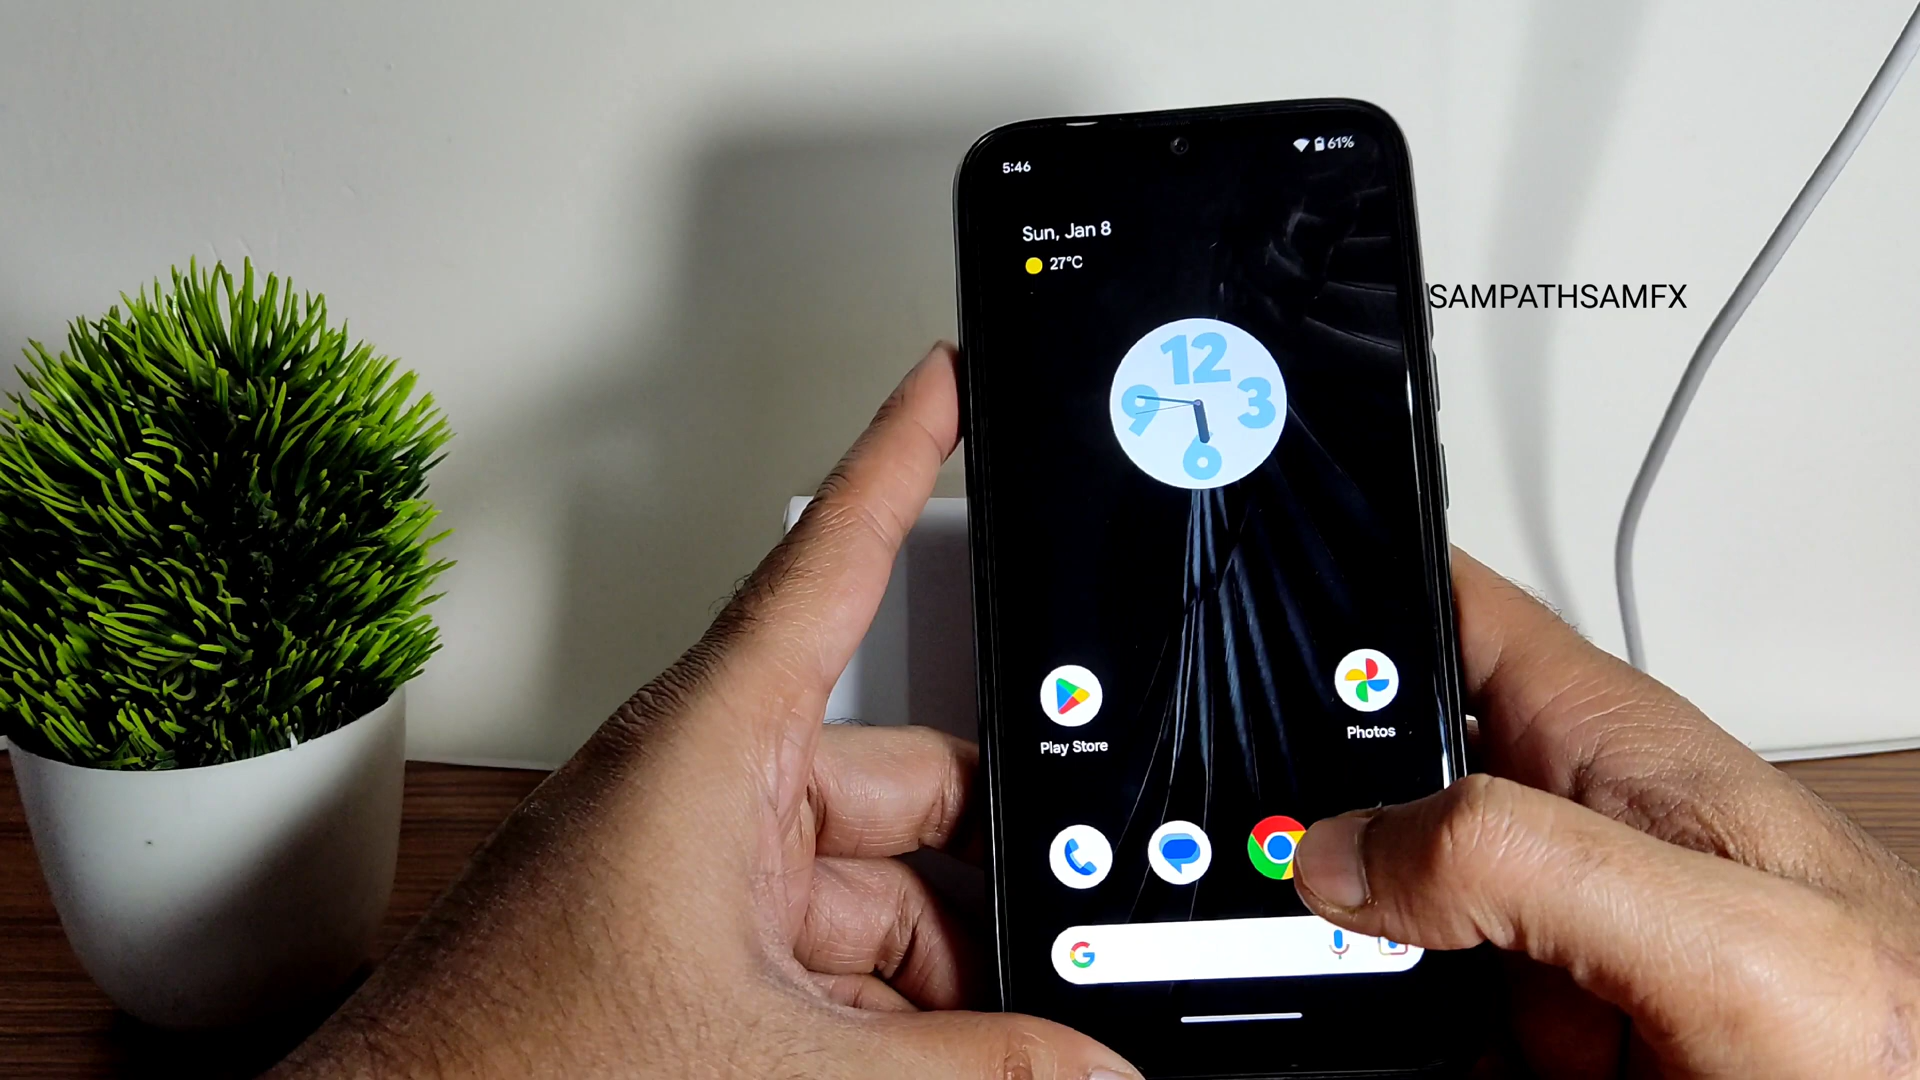 5:46
61%
Sun, Jan 8
27°C
SAMPATHSAMFX
12
9
3
6
Play Store
Photos
G